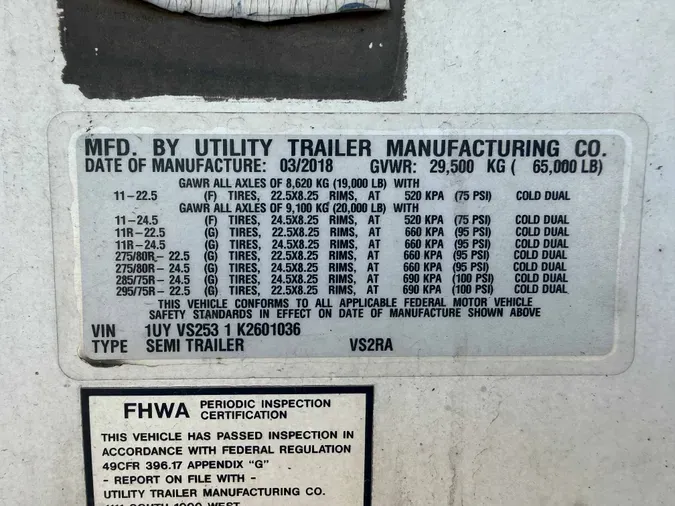 MFD. BY UTILITY TRAILER MANUFACTURING CO.
DATE OF MANUFACTURE: 03/2018 GVWR: 29,500 KG ( 65,000 LB)
GAWR ALL AXLES OF 8,620 KG (19,000 LB) WITH
11-22.5 (F) TIRES, 22.5X8.25 RIMS, AT 520 KPA (75 PSI) COLD DUAL
GAWR ALL AXLES OF 9,100 KG (20,000 LB) WITH
11-24.5 (F) TIRES, 24.5X8.25 RIMS, AT 520 KPA (75 PSI) COLD DUAL
11R-22.5 (G) TIRES, 22.5X8.25 RIMS, AT 660 KPA (95 PSI) COLD DUAL
11R-24.5 (G) TIRES, 24.5X8.25 RIMS, AT 660 KPA (95 PSI) COLD DUAL
275/80R- 22.5 (G) TIRES, 22.5X8.25 RIMS, AT 660 KPA (95 PSI) COLD DUAL
275/80R- 24.5 (G) TIRES, 24.5X8.25 RIMS, AT 660 KPA (95 PSI) COLD DUAL
285/75R- 24.5 (G) TIRES, 24.5X8.25 RIMS, AT 690 KPA (100 PSI) COLD DUAL
295/75R- 22.5 (G) TIRES, 22.5X8.25 RIMS, AT 690 KPA (100 PSI) COLD DUAL
THIS VEHICLE CONFORMS TO ALL APPLICABLE FEDERAL MOTOR VEHICLE
SAFETY STANDARDS IN EFFECT ON DATE OF MANUFACTURE SHOWN ABOVE
VIN 1UY VS253 1 K2601036
TYPE SEMI TRAILER VS2RA
FHWA PERIODIC INSPECTION
CERTIFICATION
THIS VEHICLE HAS PASSED INSPECTION IN
ACCORDANCE WITH FEDERAL REGULATION
49CFR 396.17 APPENDIX "G"
- REPORT ON FILE WITH -
UTILITY TRAILER MANUFACTURING CO.
SOUTH 1000 WEST